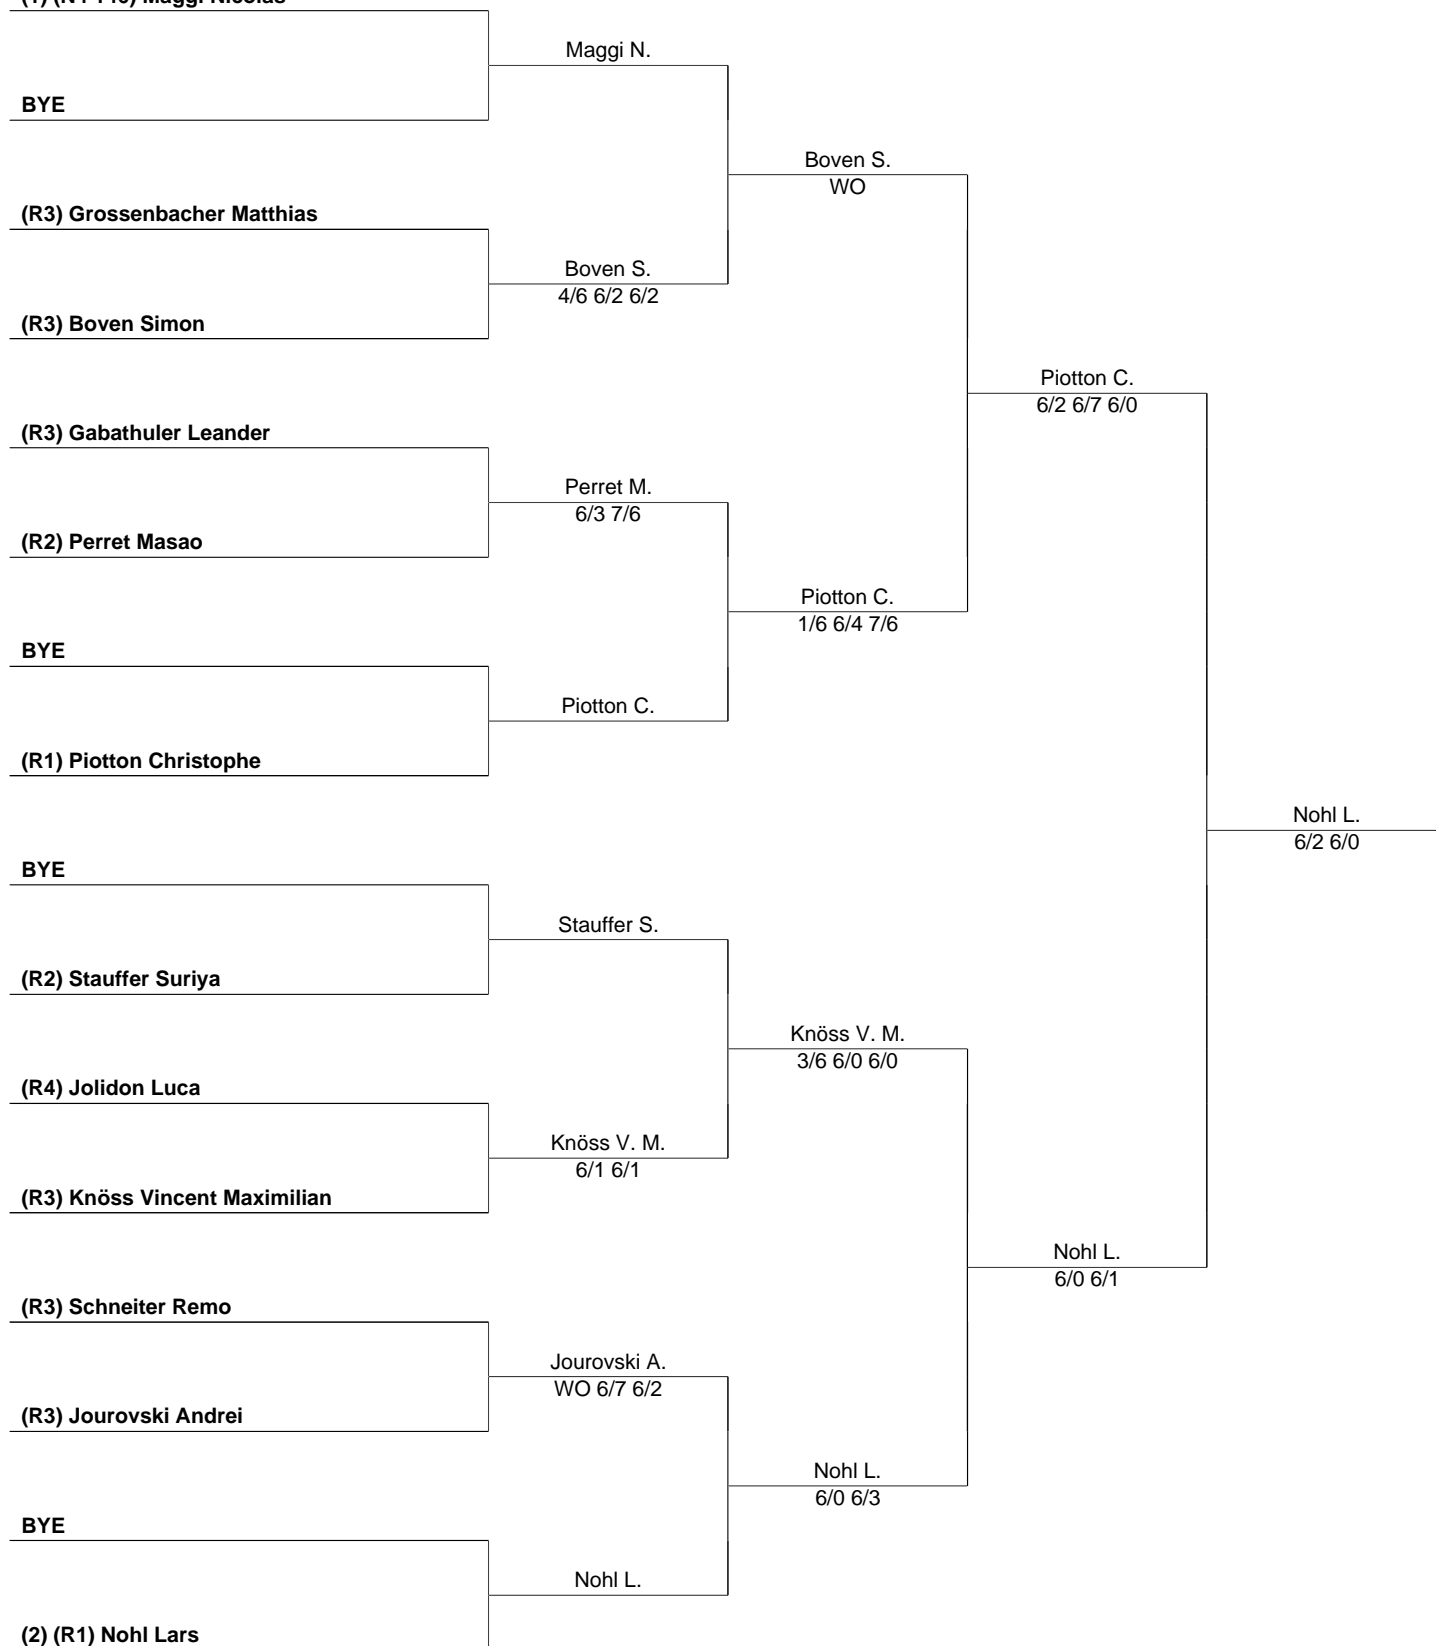 Maggi Nicolas
Maggi N.
BYE
Boven S.
WO
(R3) Grossenbacher Matthias
Boven S.
4/6 6/2 6/2
(R3) Boven Simon
Piotton C.
6/2 6/7 6/0
(R3) Gabathuler Leander
Perret M.
6/3 7/6
(R2) Perret Masao
Piotton C.
1/6 6/4 7/6
BYE
Piotton C.
(R1) Piotton Christophe
Nohl L.
6/2 6/0
BYE
Stauffer S.
(R2) Stauffer Suriya
Knöss V. M.
3/6 6/0 6/0
(R4) Jolidon Luca
Knöss V. M.
6/1 6/1
(R3) Knöss Vincent Maximilian
Nohl L.
6/0 6/1
(R3) Schneiter Remo
Jourovski A.
WO 6/7 6/2
(R3) Jourovski Andrei
Nohl L.
6/0 6/3
BYE
Nohl L.
(2) (R1) Nohl Lars